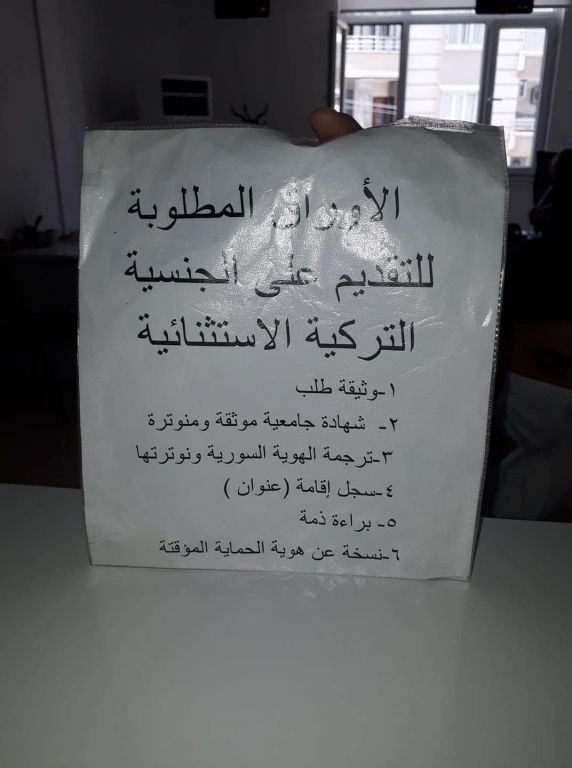 الأوراق المطلوبة
للتقديم على الجنسية
التركية الاستثنائية
١-وثيقة طلب
٢- شهادة جامعية موثقة ومنوترة
٣-ترجمة الهوية السورية ونوترتها
٤-سجل إقامة (عنوان )
٥- براءة ذمة
٦-نسخة عن هوية الحماية المؤقتة